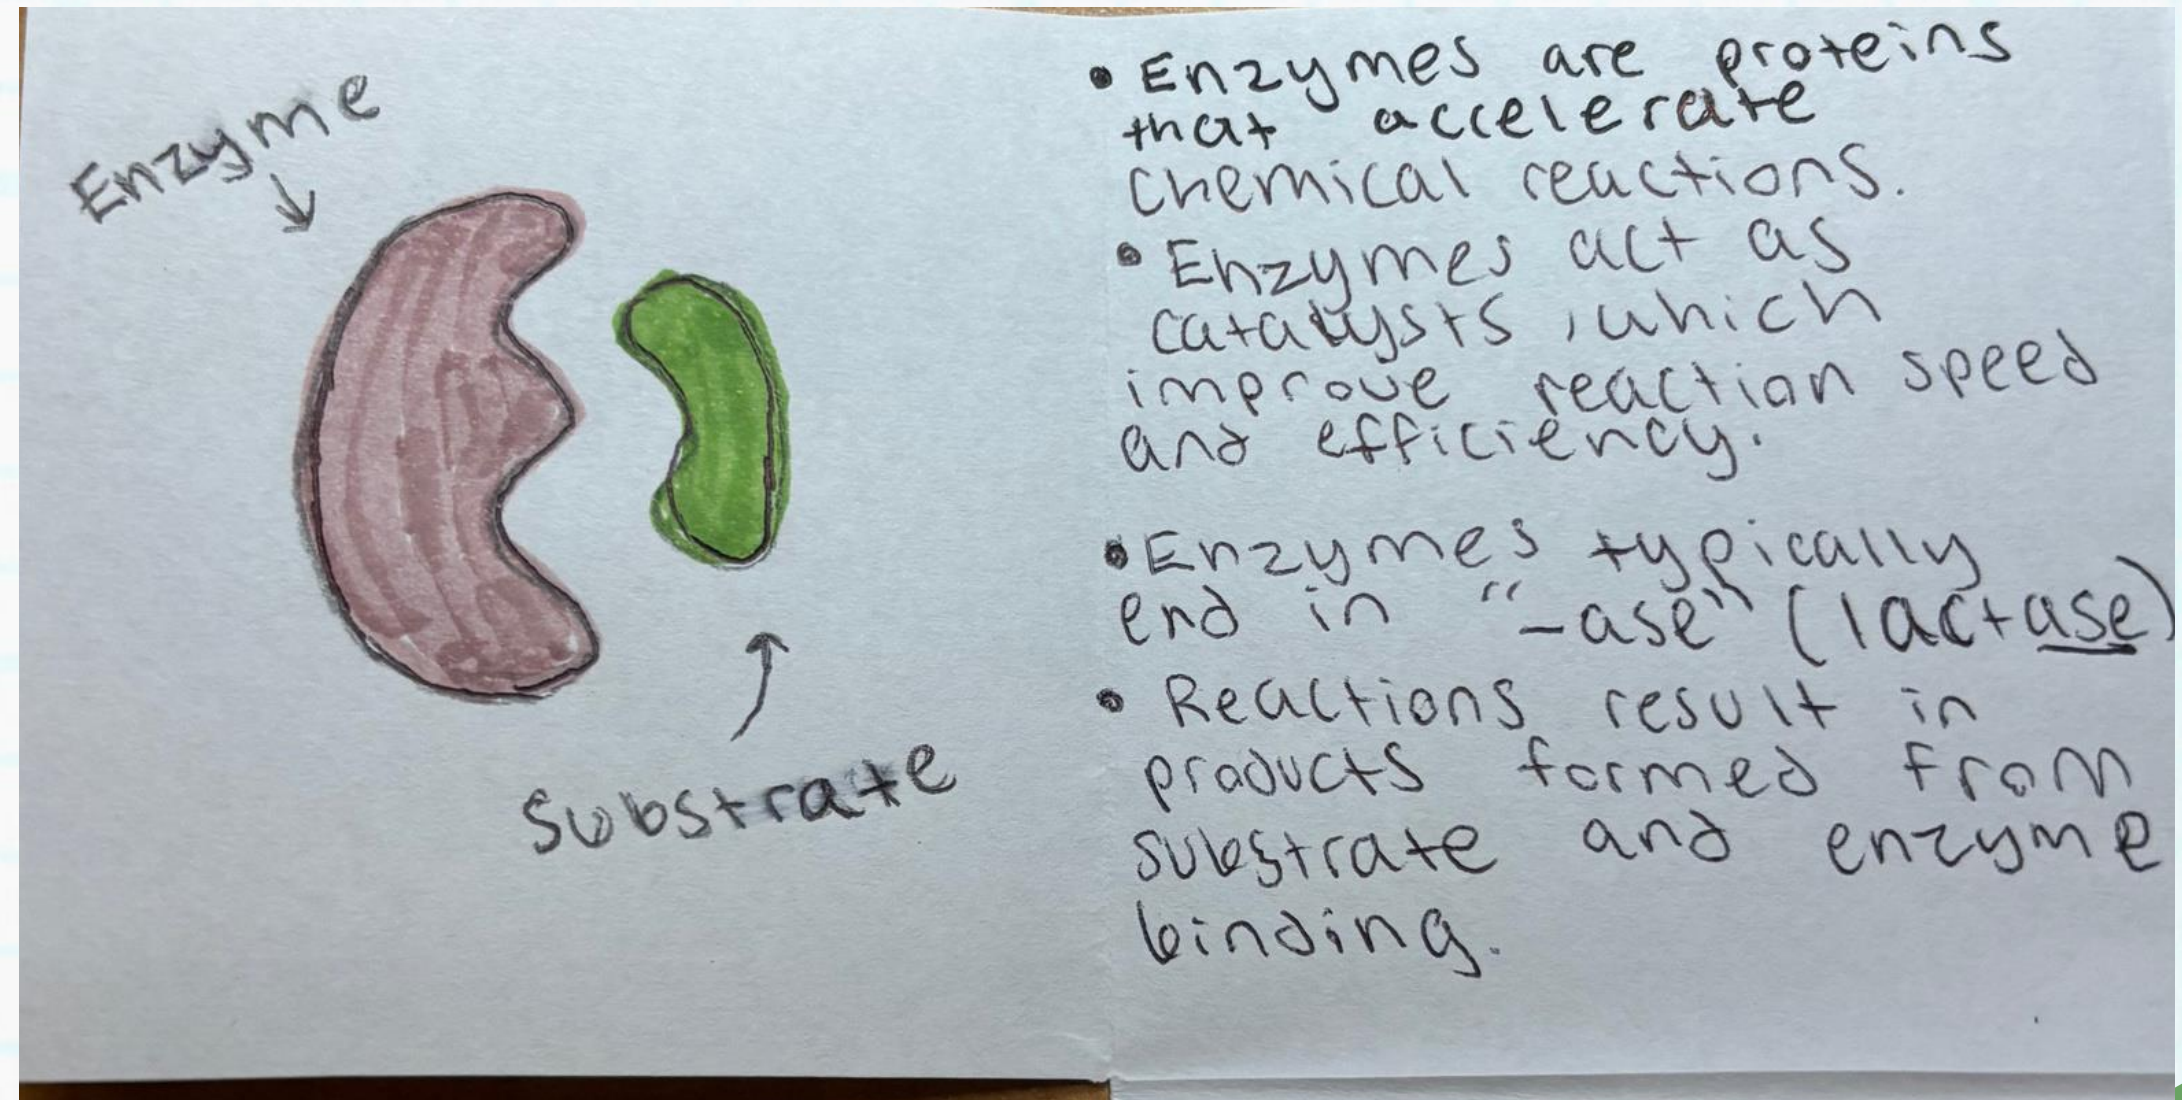 Enzyme
↓
Substrate
• Enzymes are proteins
that accelerate
chemical reactions.
• Enzymes act as
catalysts, which
improve reaction speed
and efficiency.
• Enzymes typically
end in "-ase" (lactase)
• Reactions result in
products formed from
substrate and enzyme
binding.